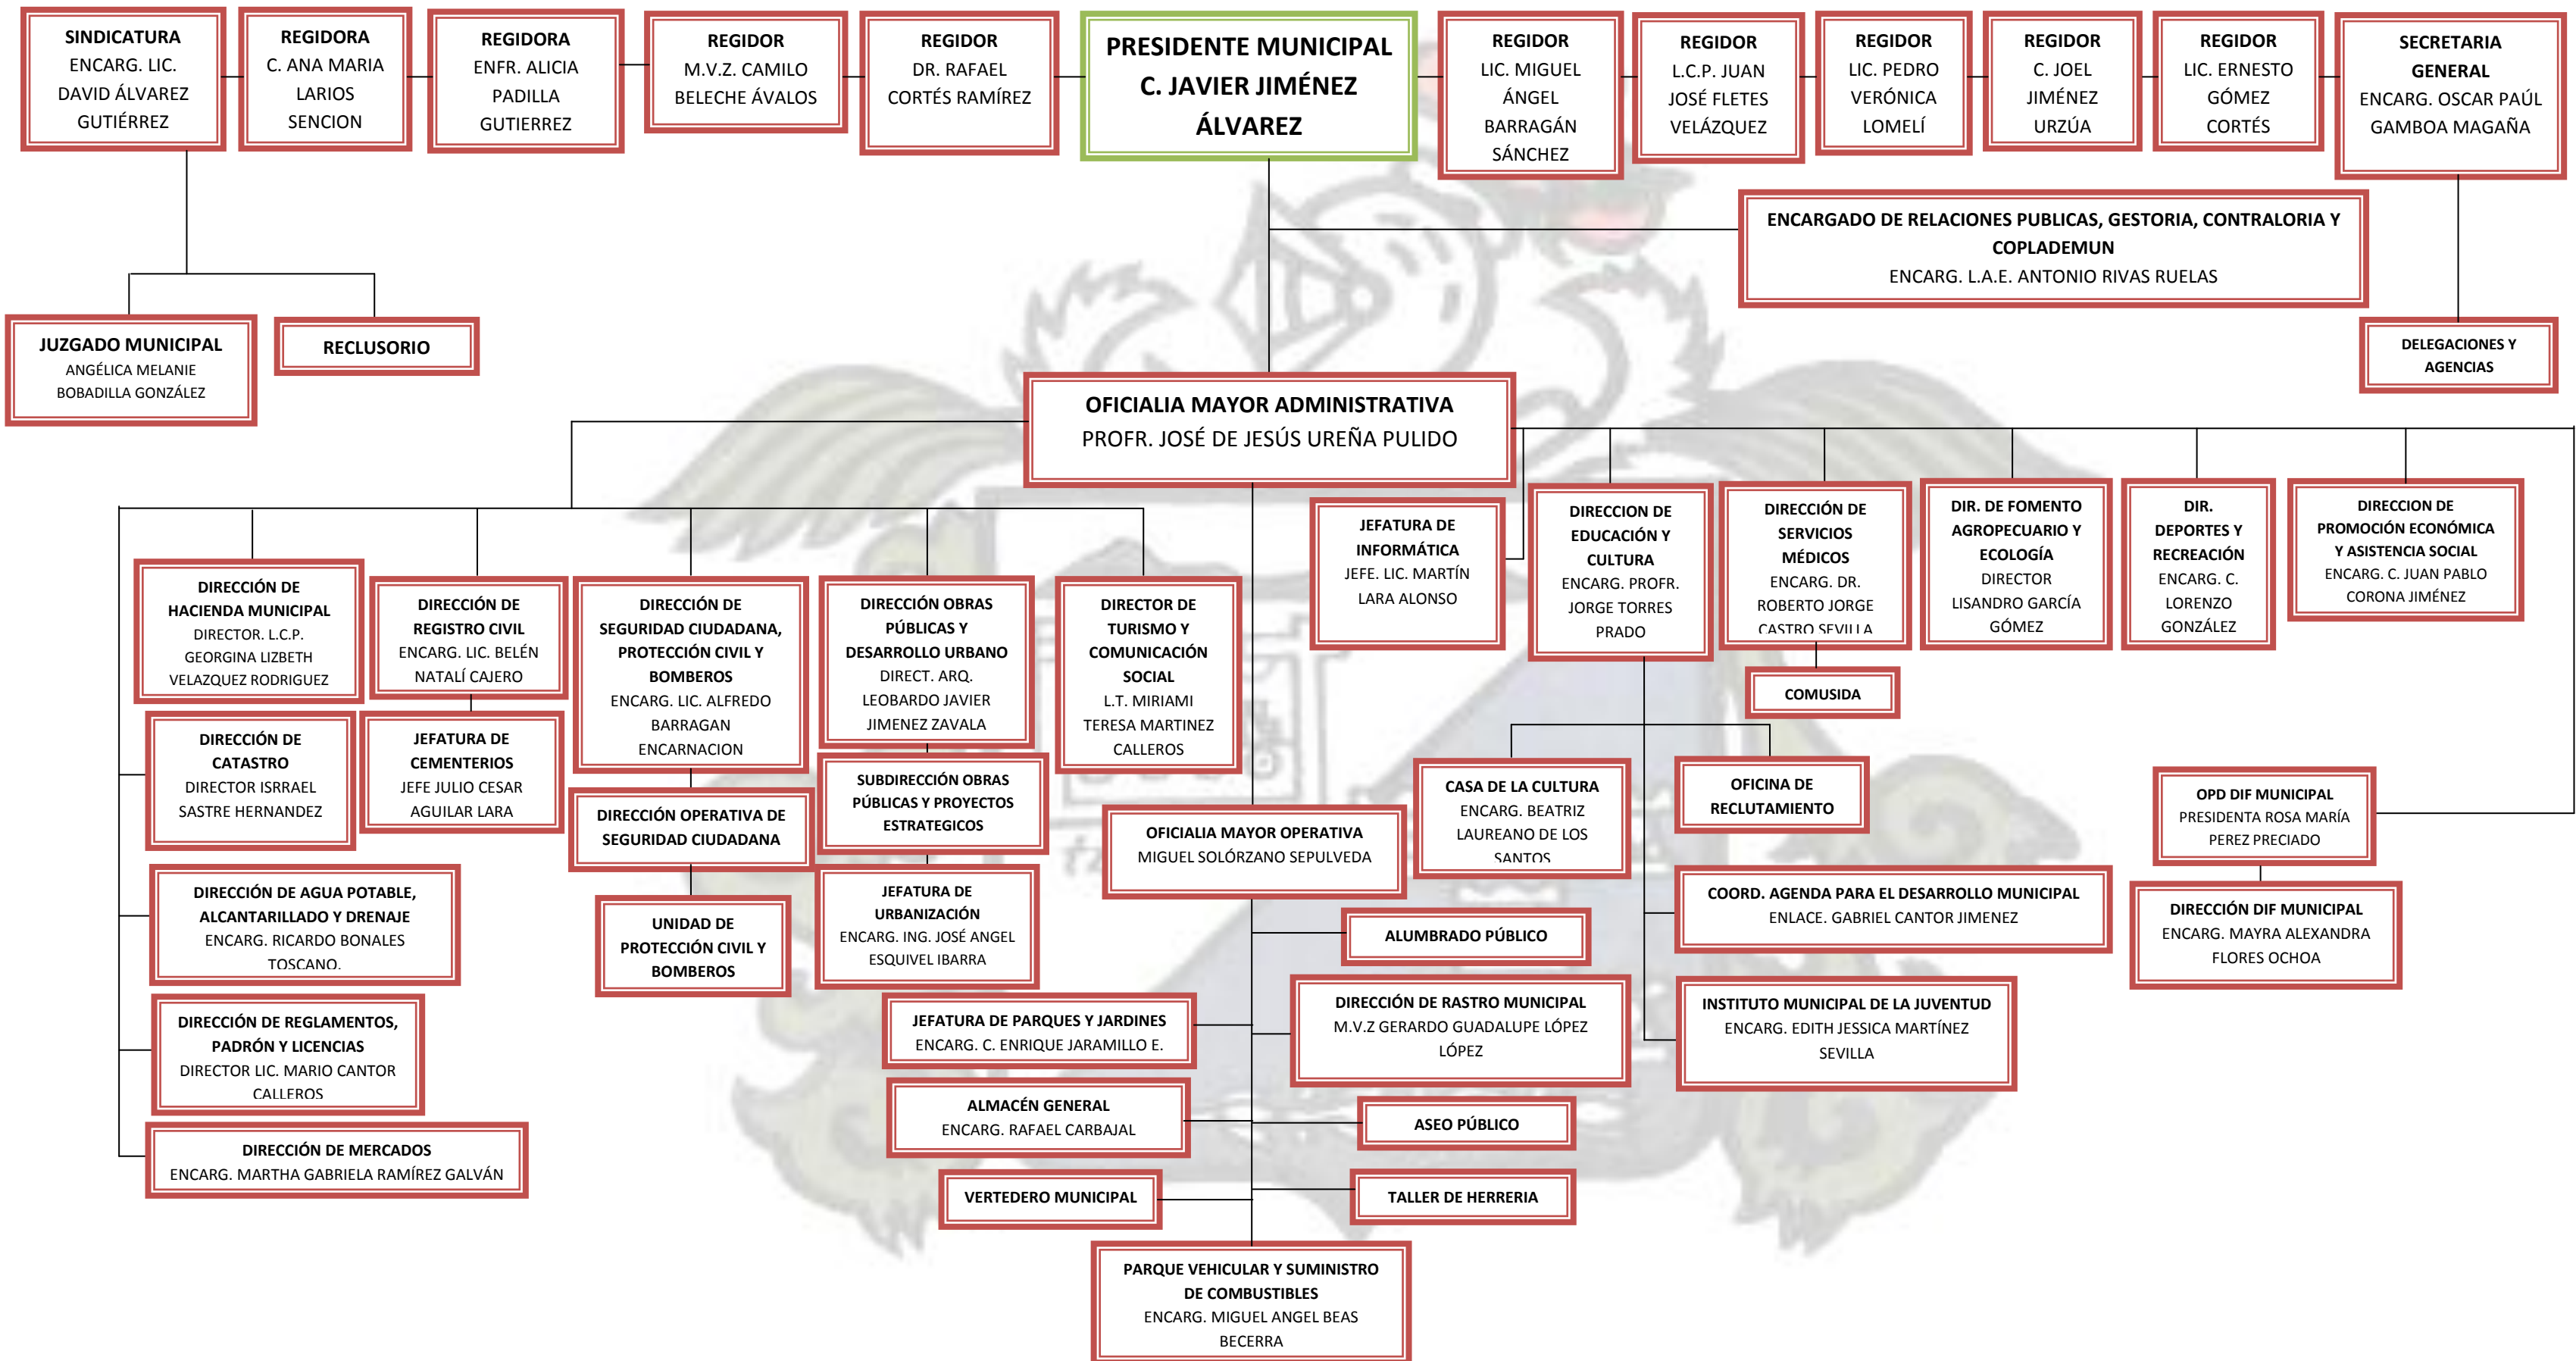 SINDICATURA
ENCARG. LIC.
DAVID ÁLVAREZ
GUTIÉRREZ
REGIDORA
C. ANA MARIA
LARIOS
SENCION
REGIDORA
ENFR. ALICIA
PADILLA
GUTIERREZ
REGIDOR
M.V.Z. CAMILO
BELECHE ÁVALOS
REGIDOR
DR. RAFAEL
CORTÉS RAMÍREZ
PRESIDENTE MUNICIPAL
C. JAVIER JIMÉNEZ
ÁLVAREZ
REGIDOR
LIC. MIGUEL
ÁNGEL
BARRAGÁN
SÁNCHEZ
REGIDOR
L.C.P. JUAN
JOSÉ FLETES
VELÁZQUEZ
REGIDOR
LIC. PEDRO
VERÓNICA
LOMELÍ
REGIDOR
C. JOEL
JIMÉNEZ
URZÚA
REGIDOR
LIC. ERNESTO
GÓMEZ
CORTÉS
SECRETARIA
GENERAL
ENCARG. OSCAR PAÚL
GAMBOA MAGAÑA
ENCARGADO DE RELACIONES PUBLICAS, GESTORIA, CONTRALORIA Y
COPLADEMUN
ENCARG. L.A.E. ANTONIO RIVAS RUELAS
JUZGADO MUNICIPAL
ANGÉLICA MELANIE
BOBADILLA GONZÁLEZ
RECLUSORIO
DELEGACIONES Y
AGENCIAS
OFICIALIA MAYOR ADMINISTRATIVA
PROFR. JOSÉ DE JESÚS UREÑA PULIDO
DIRECCIÓN DE
HACIENDA MUNICIPAL
DIRECTOR. L.C.P.
GEORGINA LIZBETH
VELAZQUEZ RODRIGUEZ
DIRECCIÓN DE
REGISTRO CIVIL
ENCARG. LIC. BELÉN
NATALÍ CAJERO
DIRECCIÓN DE
SEGURIDAD CIUDADANA,
PROTECCIÓN CIVIL Y
BOMBEROS
ENCARG. LIC. ALFREDO
BARRAGAN
ENCARNACION
DIRECCIÓN OBRAS
PÚBLICAS Y
DESARROLLO URBANO
DIRECT. ARQ.
LEOBARDO JAVIER
JIMENEZ ZAVALA
DIRECTOR DE
TURISMO Y
COMUNICACIÓN
SOCIAL
L.T. MIRIAMI
TERESA MARTINEZ
CALLEROS
JEFATURA DE
INFORMÁTICA
JEFE. LIC. MARTÍN
LARA ALONSO
DIRECCION DE
EDUCACIÓN Y
CULTURA
ENCARG. PROFR.
JORGE TORRES
PRADO
DIRECCIÓN DE
SERVICIOS
MÉDICOS
ENCARG. DR.
ROBERTO JORGE
CASTRO SEVILLA
DIR. DE FOMENTO
AGROPECUARIO Y
ECOLOGÍA
DIRECTOR
LISANDRO GARCÍA
GÓMEZ
DIR.
DEPORTES Y
RECREACIÓN
ENCARG. C.
LORENZO
GONZÁLEZ
DIRECCION DE
PROMOCIÓN ECONÓMICA
Y ASISTENCIA SOCIAL
ENCARG. C. JUAN PABLO
CORONA JIMÉNEZ
COMUSIDA
DIRECCIÓN DE
CATASTRO
DIRECTOR ISRRAEL
SASTRE HERNANDEZ
JEFATURA DE
CEMENTERIOS
JEFE JULIO CESAR
AGUILAR LARA
DIRECCIÓN OPERATIVA DE
SEGURIDAD CIUDADANA
SUBDIRECCIÓN OBRAS
PÚBLICAS Y PROYECTOS
ESTRATEGICOS
OFICIALIA MAYOR OPERATIVA
MIGUEL SOLÓRZANO SEPULVEDA
CASA DE LA CULTURA
ENCARG. BEATRIZ
LAUREANO DE LOS
SANTOS
OFICINA DE
RECLUTAMIENTO
OPD DIF MUNICIPAL
PRESIDENTA ROSA MARÍA
PEREZ PRECIADO
DIRECCIÓN DE AGUA POTABLE,
ALCANTARILLADO Y DRENAJE
ENCARG. RICARDO BONALES
TOSCANO.
UNIDAD DE
PROTECCIÓN CIVIL Y
BOMBEROS
JEFATURA DE
URBANIZACIÓN
ENCARG. ING. JOSÉ ANGEL
ESQUIVEL IBARRA
ALUMBRADO PÚBLICO
COORD. AGENDA PARA EL DESARROLLO MUNICIPAL
ENLACE. GABRIEL CANTOR JIMENEZ
DIRECCIÓN DIF MUNICIPAL
ENCARG. MAYRA ALEXANDRA
FLORES OCHOA
DIRECCIÓN DE REGLAMENTOS,
PADRÓN Y LICENCIAS
DIRECTOR LIC. MARIO CANTOR
CALLEROS
JEFATURA DE PARQUES Y JARDINES
ENCARG. C. ENRIQUE JARAMILLO E.
DIRECCIÓN DE RASTRO MUNICIPAL
M.V.Z GERARDO GUADALUPE LÓPEZ
LÓPEZ
INSTITUTO MUNICIPAL DE LA JUVENTUD
ENCARG. EDITH JESSICA MARTÍNEZ
SEVILLA
ALMACÉN GENERAL
ENCARG. RAFAEL CARBAJAL
ASEO PÚBLICO
DIRECCIÓN DE MERCADOS
ENCARG. MARTHA GABRIELA RAMÍREZ GALVÁN
VERTEDERO MUNICIPAL
TALLER DE HERRERIA
PARQUE VEHICULAR Y SUMINISTRO
DE COMBUSTIBLES
ENCARG. MIGUEL ANGEL BEAS
BECERRA